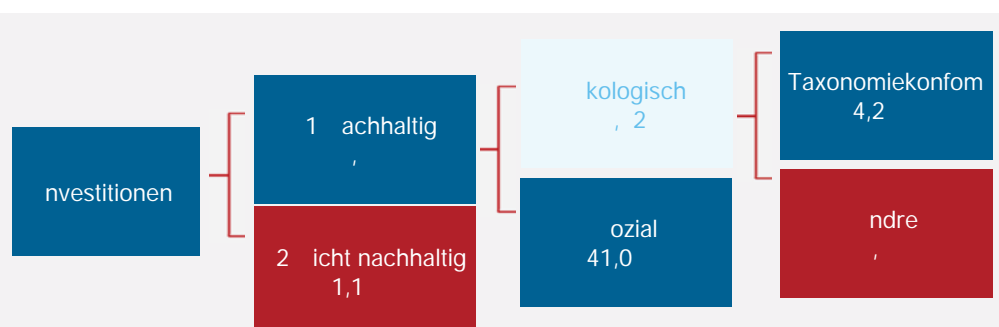 nvestitionen
1 achhaltig
,
2 icht nachhaltig
1,1
kologisch
, 2
ozial
41,0
Taxonomiekonfom
4,2
ndre
,